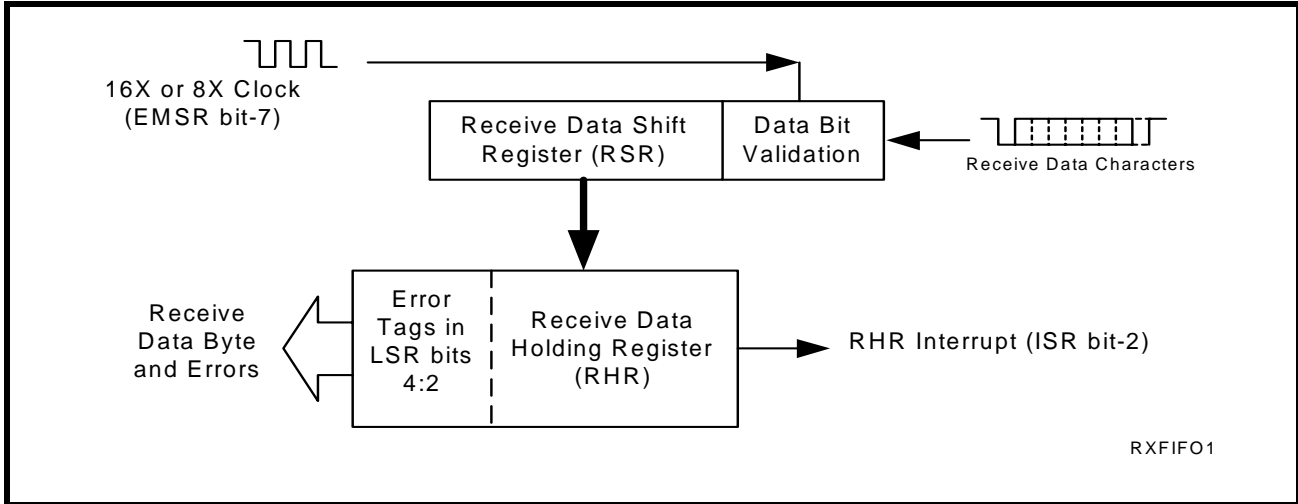 16X or 8X Clock
(EMSR bit-7)
Receive Data Shift
Register (RSR)
Data Bit
Validation
Receive Data Characters
Receive
Data Byte
and Errors
Error
Tags in
LSR bits
4:2
Receive Data
Holding Register
(RHR)
RHR Interrupt (ISR bit-2)
RXFIFO1